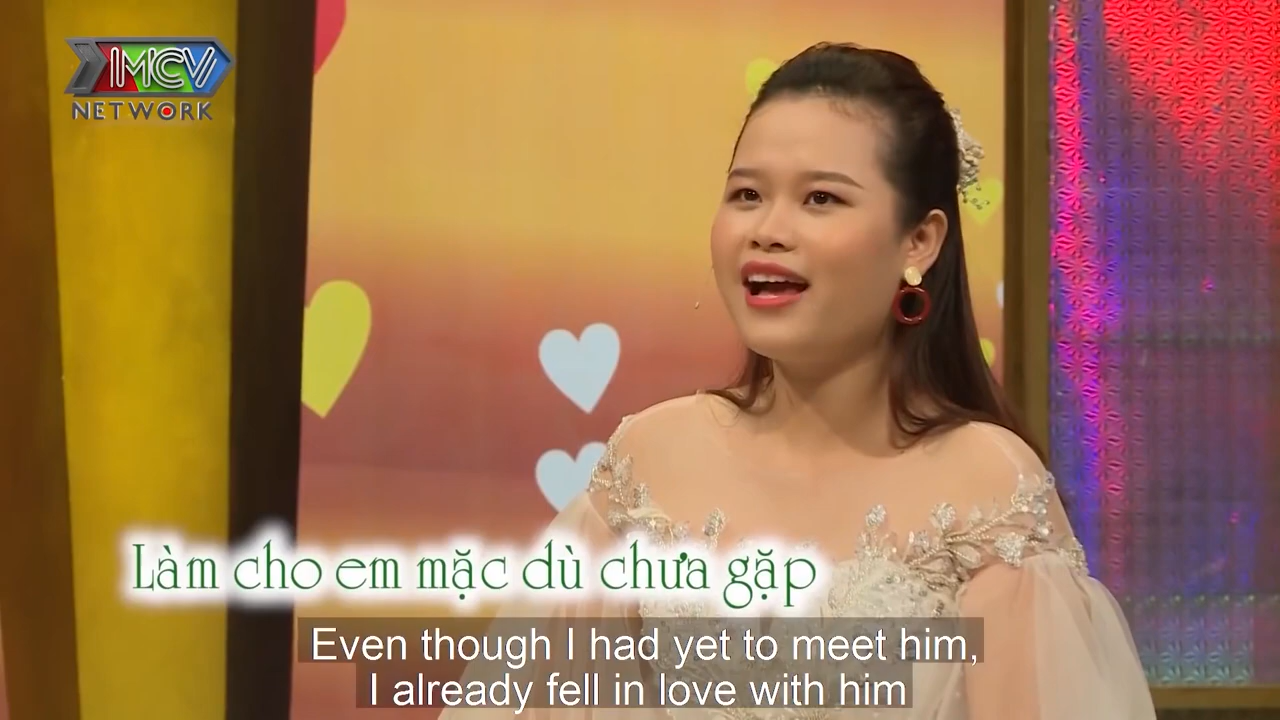 MCV
NETWORK
Làm cho em mặc dù chưa gặp
Even though I had yet to meet him,
I already fell in love with him